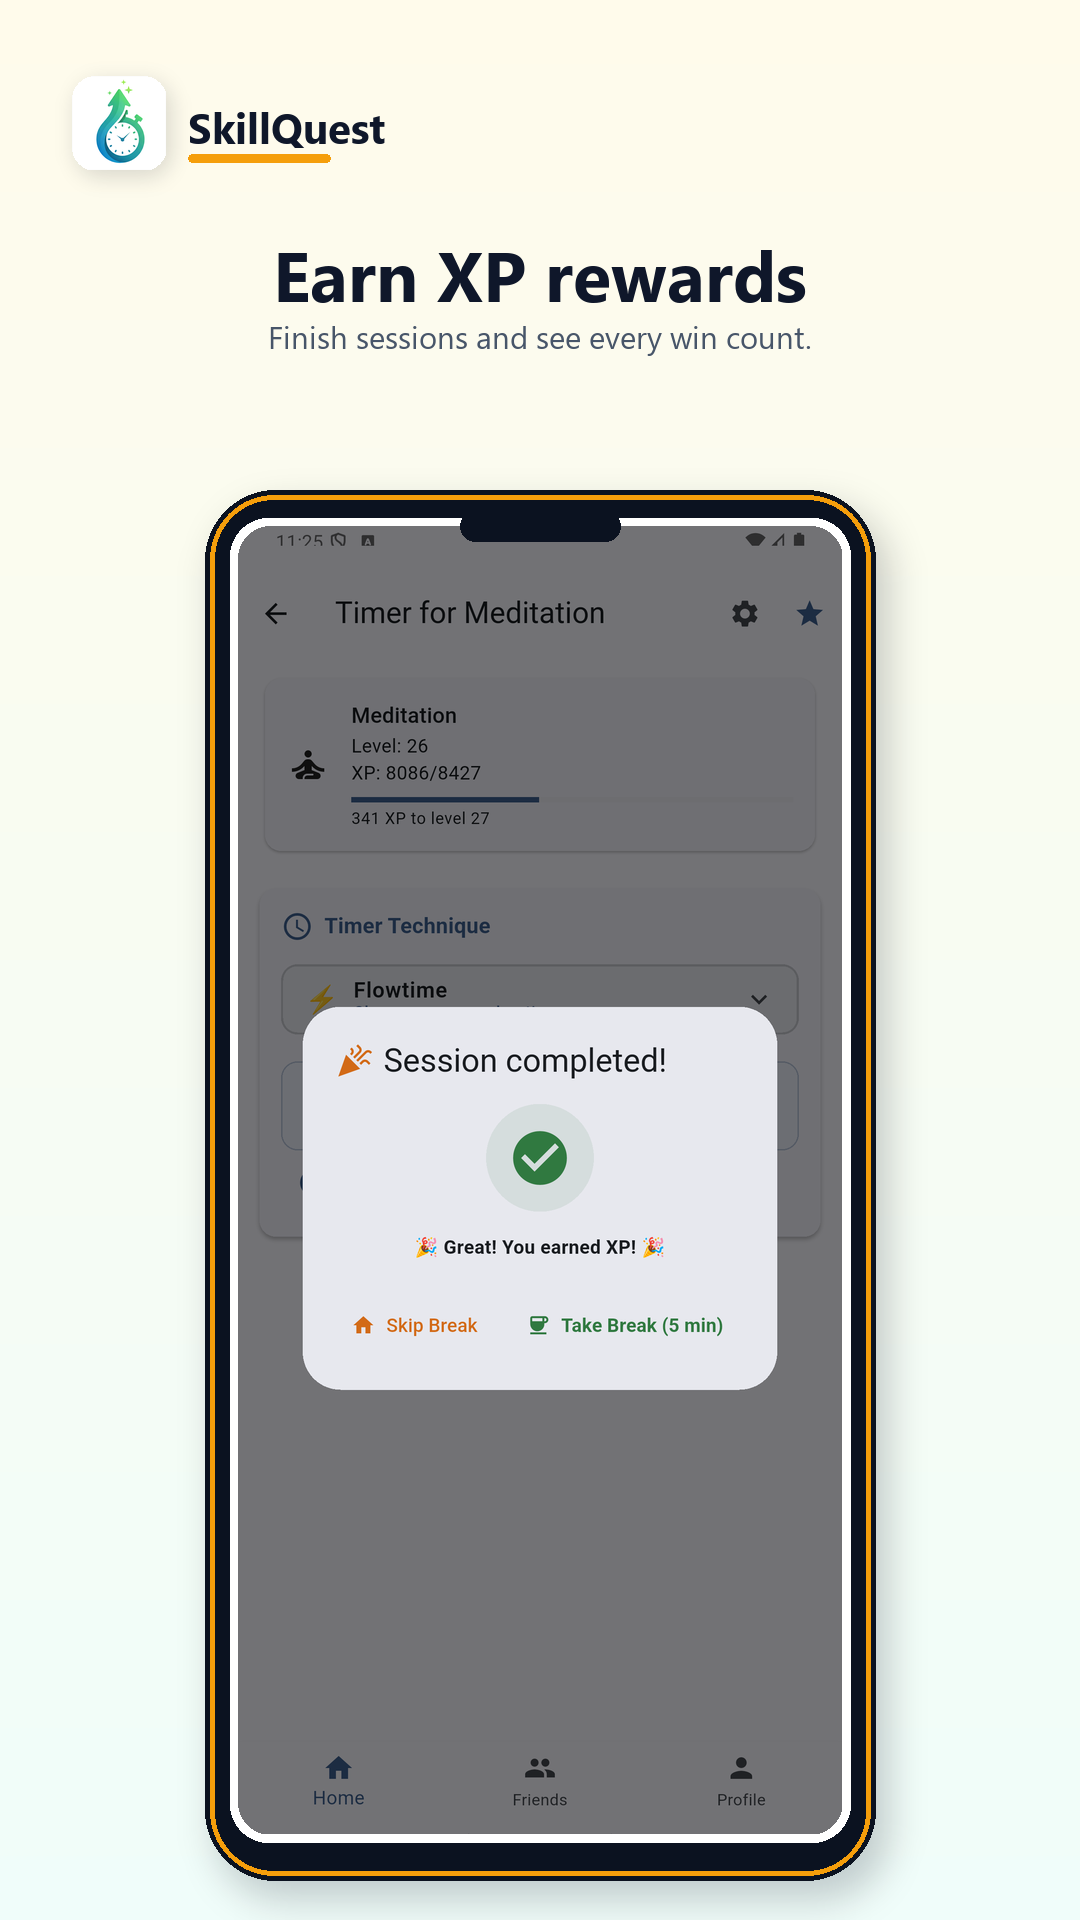 SkillQuest
Earn XP rewards
Finish sessions and see every win count.
11:25
Timer for Meditation
Meditation
Level: 26
XP: 8086/8427
341 XP to level 27
Timer Technique
⚡ Flowtime
Session completed!
🎉 Great! You earned XP! 🎉
Skip Break
Take Break (5 min)
Home
Friends
Profile